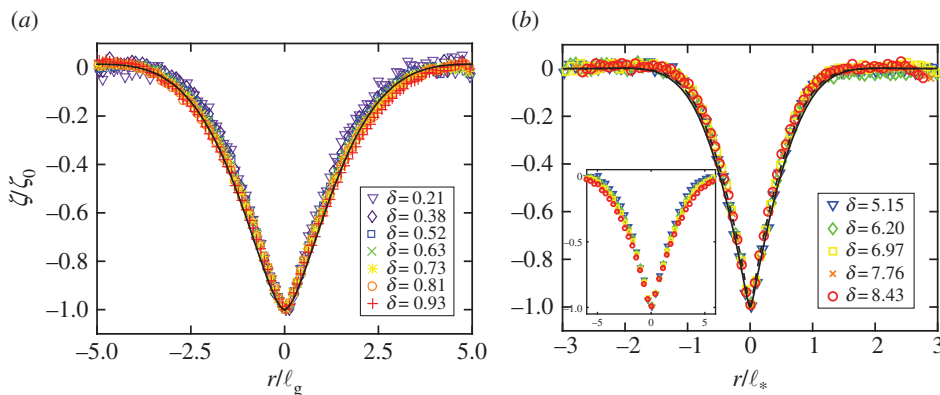 (a)
(b)
0
−0.2
−0.4
−0.6
−0.8
−1.0
ζ/ζ0
−5.0
−2.5
0
2.5
5.0
r/ℓg
δ = 0.21
δ = 0.38
δ = 0.52
δ = 0.63
δ = 0.73
δ = 0.81
δ = 0.93
0
−0.2
−0.4
−0.6
−0.8
−1.0
−3
−2
−1
0
1
2
3
r/ℓ*
0
−0.5
−1.0
−5
0
5
δ = 5.15
δ = 6.20
δ = 6.97
δ = 7.76
δ = 8.43